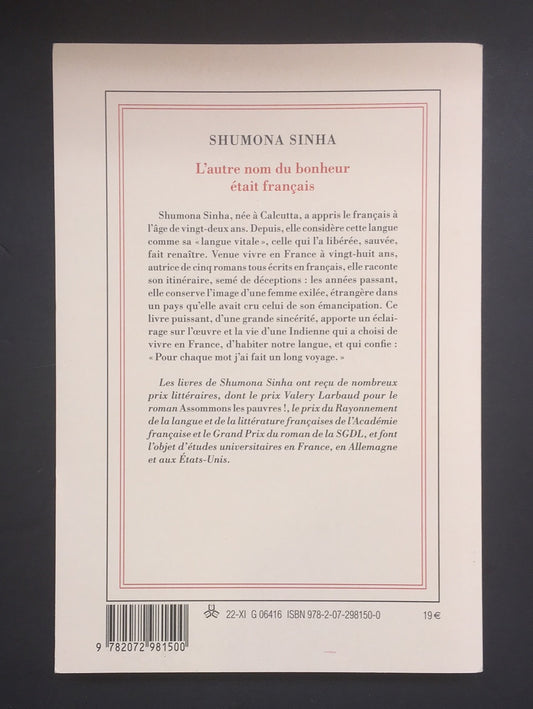 SHUMONA SINHA
L'autre nom du bonheur
était français
Shumona Sinha, née à Calcutta, a appris le français à
l'âge de vingt-deux ans. Depuis, elle considère cette langue
comme sa « langue vitale », celle qui l'a libérée, sauvée,
fait renaître. Venue vivre en France à vingt-huit ans,
autrice de cinq romans tous écrits en français, elle raconte
son itinéraire, semé de déceptions : les années passant,
elle conserve l'image d'une femme exilée, étrangère dans
un pays qu'elle avait cru celui de son émancipation. Ce
livre puissant, d'une grande sincérité, apporte un éclai-
rage sur l'œuvre et la vie d'une Indienne qui a choisi de
vivre en France, d'habiter notre langue, et qui confie :
« Pour chaque mot j'ai fait un long voyage. »
Les livres de Shumona Sinha ont reçu de nombreux
prix littéraires, dont le prix Valery Larbaud pour le
roman Assommons les pauvres !, le prix du Rayonnement
de la langue et de la littérature françaises de l'Académie
française et le Grand Prix du roman de la SGDL, et font
l'objet d'études universitaires en France, en Allemagne
et aux États-Unis.
22-XI G 06416 ISBN 978-2-07-298150-0 19 €
9 782072 981500